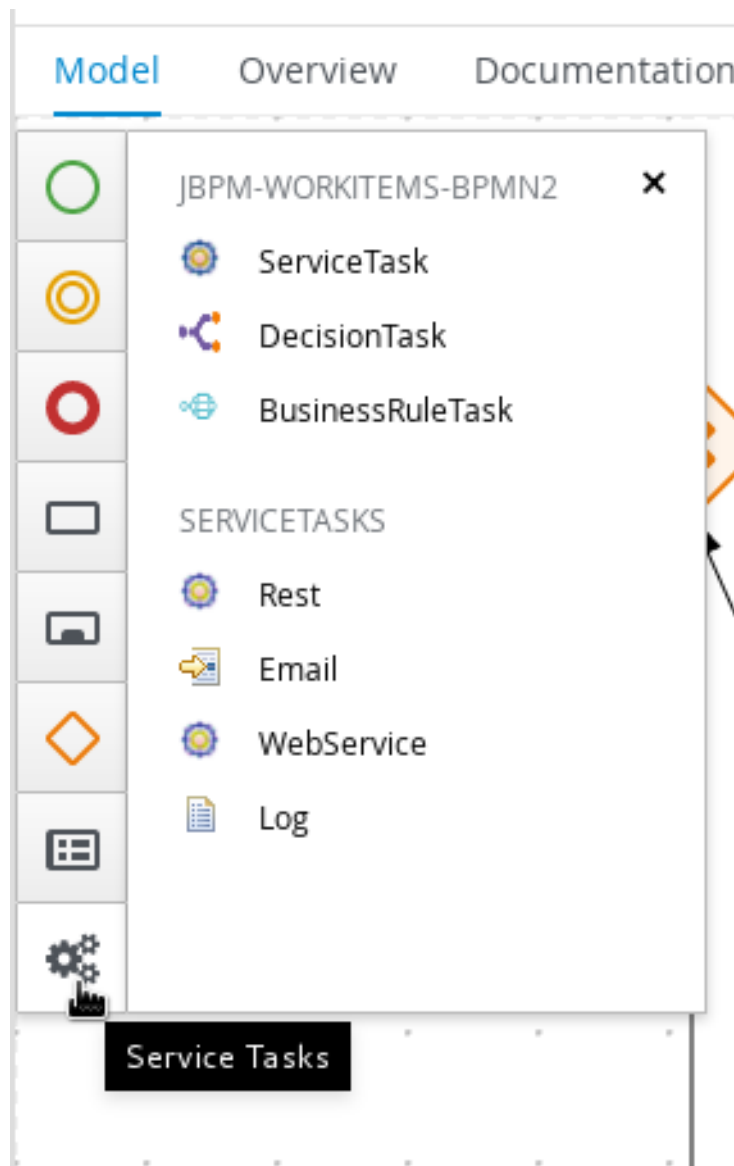 Model Overview Documentation
JBPM-WORKITEMS-BPMN2
ServiceTask
DecisionTask
BusinessRuleTask
SERVICETASKS
Rest
Email
WebService
Log
Service Tasks